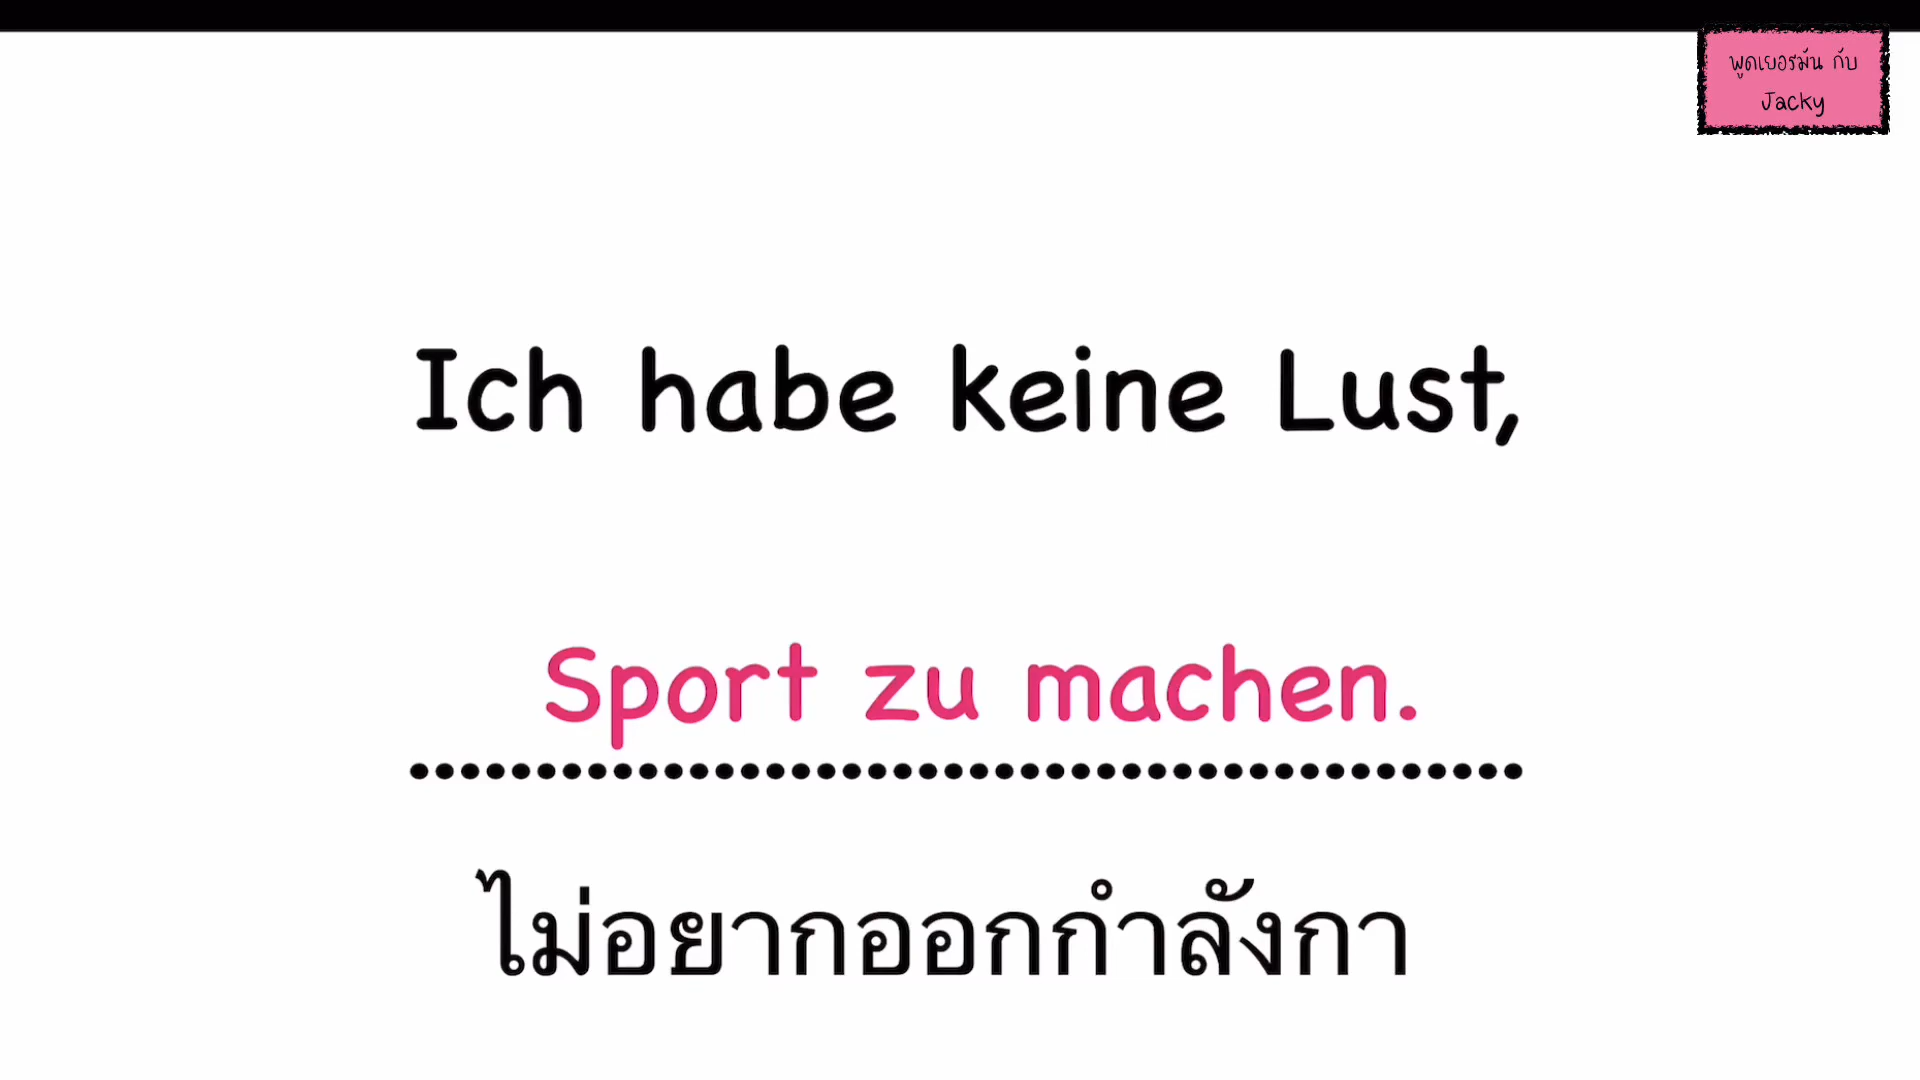 พูดเยอรมัน กับ
Jacky
Ich habe keine Lust,
Sport zu machen.
ไม่อยากออกกำลังกา